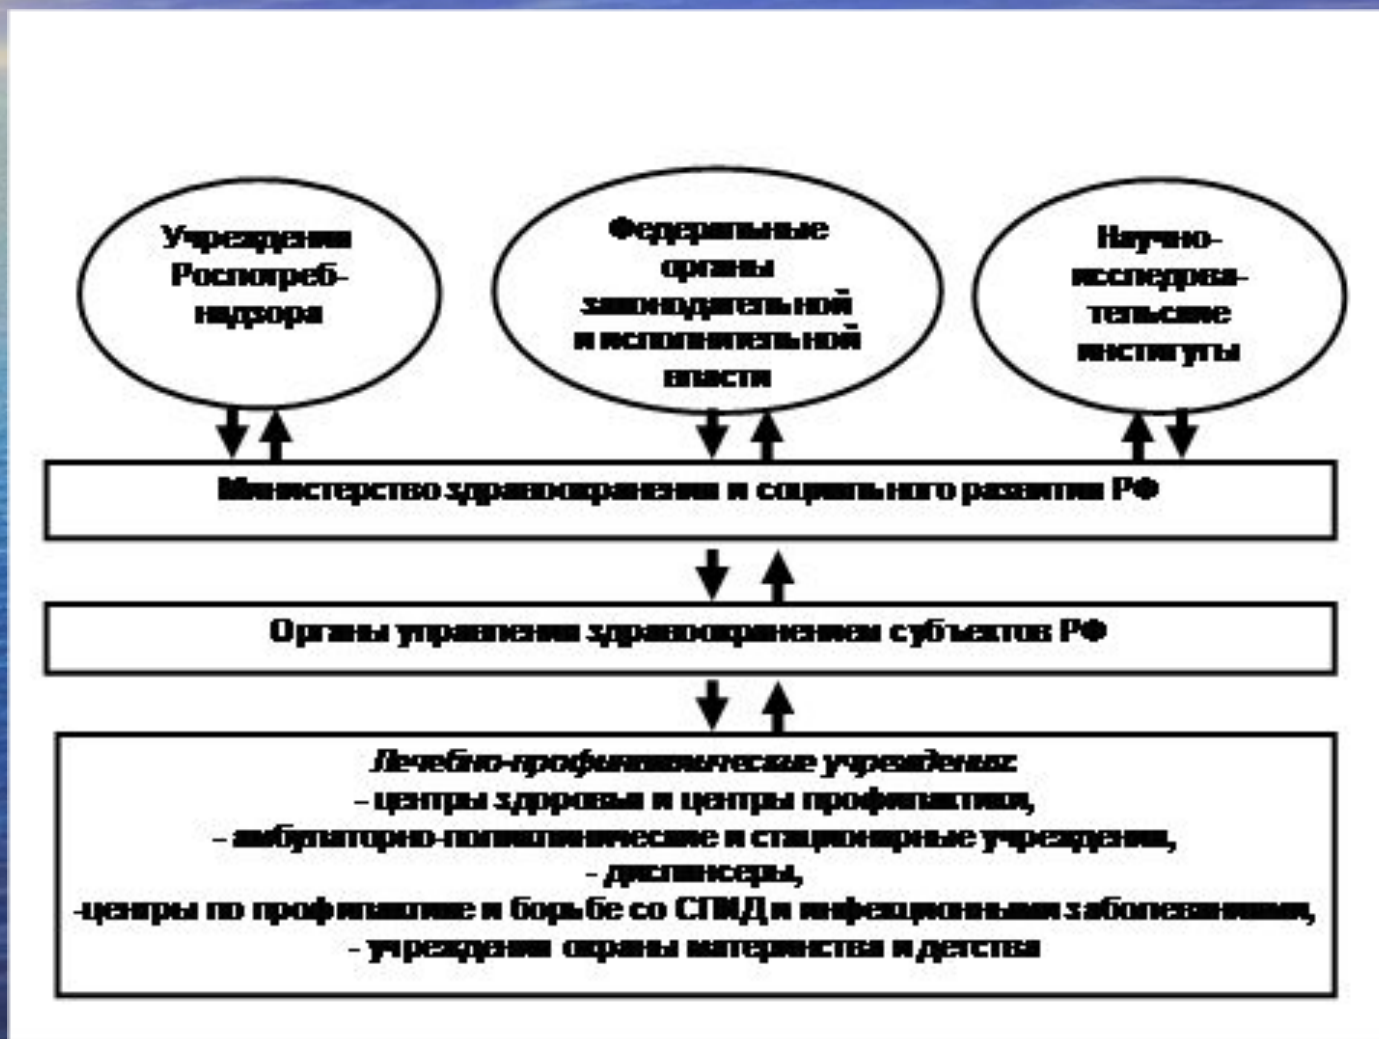 Учреждения
Роспотреб-
надзора
Федеральные
органы
законодательной
и исполнительной
власти
Научно-
исследова-
тельские
институты
Министерство здравоохранения и социального развития РФ
Органы управления здравоохранением субъектов РФ
Лечебно-профилактические учреждения:
- центры здоровья и центры профилактики,
- амбулаторно-поликлинические и стационарные учреждения,
- диспансеры,
-центры по профилактике и борьбе со СПИД и инфекционными заболеваниями,
- учреждения охраны материнства и детства